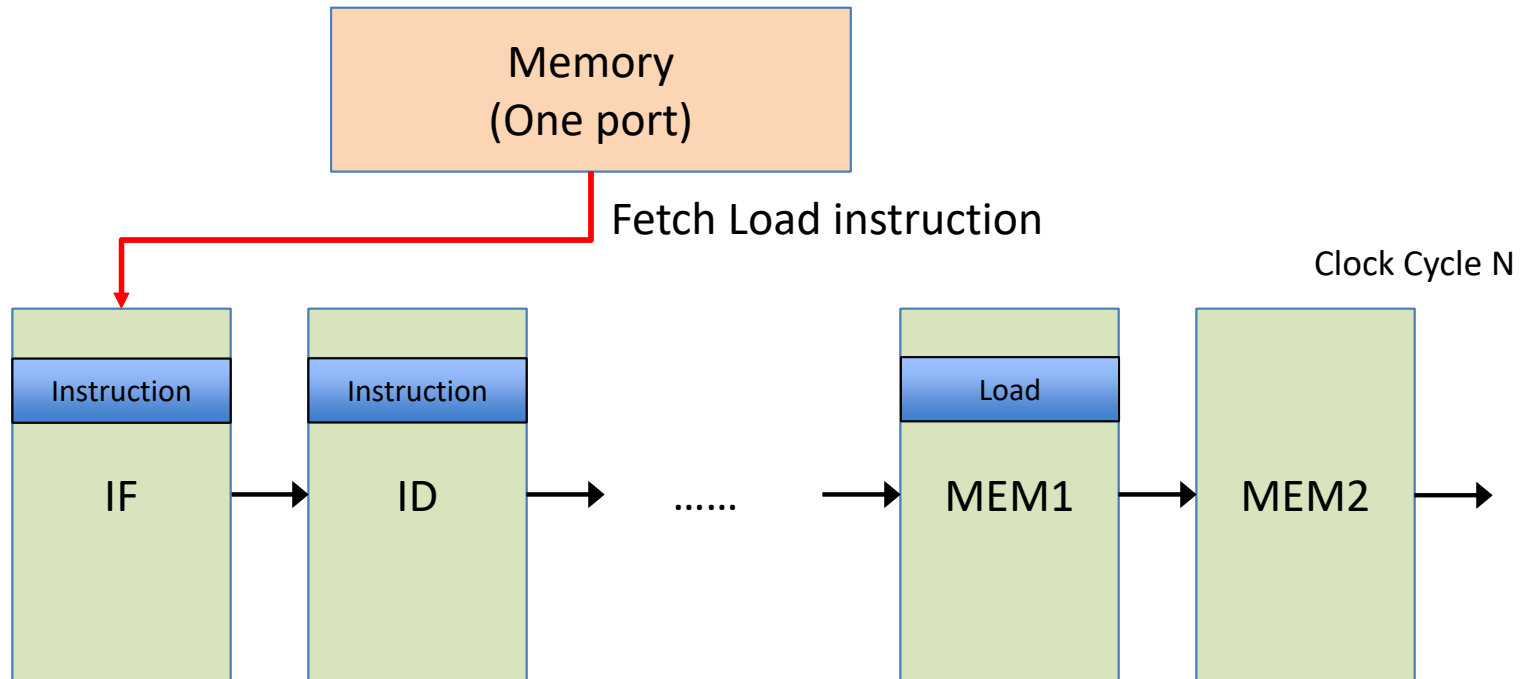 Memory
(One port)
Fetch Load instruction
Clock Cycle N
Instruction
Instruction
Load
IF
ID
......
MEM1
MEM2